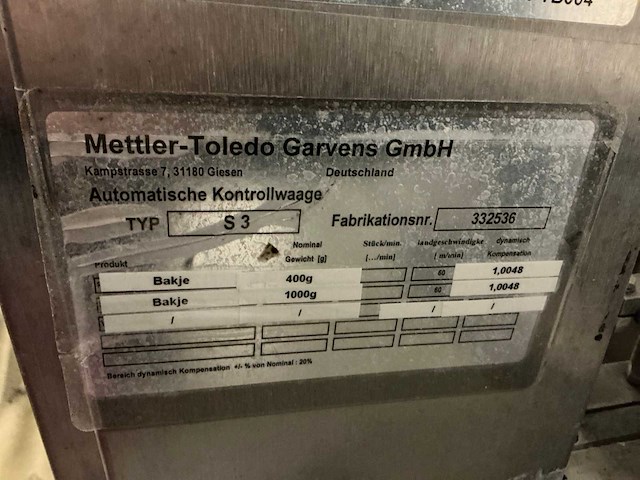 Mettler-Toledo Garvens GmbH
Kampstrasse 7, 31180 Giesen Deutschland
Automatische Kontrollwaage
TYP S 3 Fabrikationsnr. 332536
Nominal Stück/min. landgeschwindigke dynamisch
Produkt Gewicht [g] [.../min] [ m/min] Kompensation
Bakje 400g 60 1,0048
Bakje 1000g 60 1,0048
/ / / /
Bereich dynamisch Kompensation +/- % von Nominal : 20%